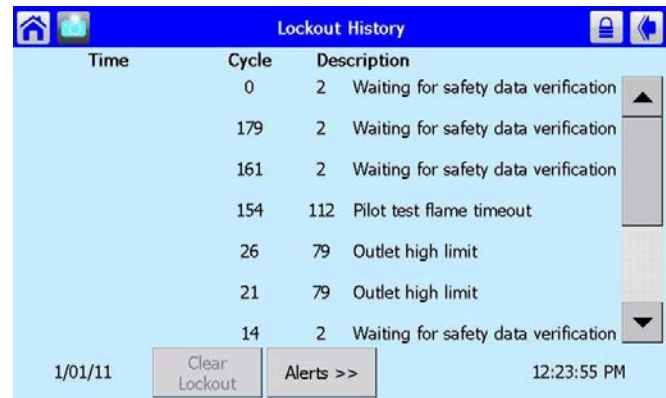 Lockout History
Time Cycle Description
0 2 Waiting for safety data verification
179 2 Waiting for safety data verification
161 2 Waiting for safety data verification
154 112 Pilot test flame timeout
26 79 Outlet high limit
21 79 Outlet high limit
14 2 Waiting for safety data verification
1/01/11 Clear Lockout Alerts >> 12:23:55 PM